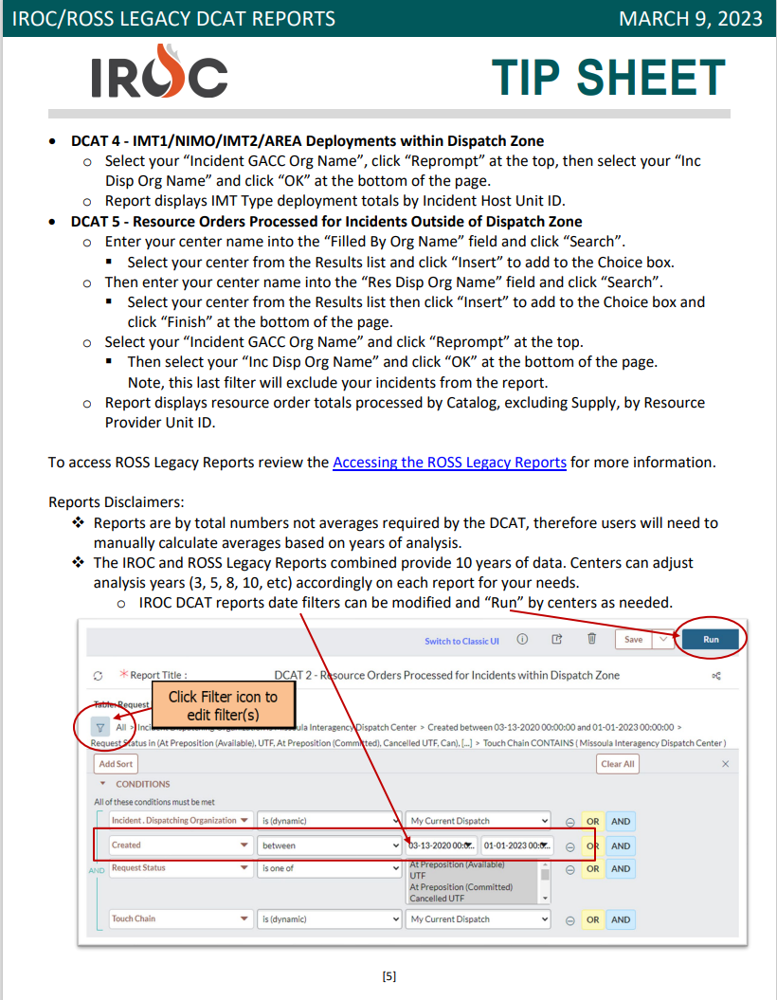 IROC/ROSS LEGACY DCAT REPORTS MARCH 9, 2023
IROC TIP SHEET
• DCAT 4 - IMT1/NIMO/IMT2/AREA Deployments within Dispatch Zone
o Select your “Incident GACC Org Name”, click “Reprompt” at the top, then select your “Inc
Disp Org Name” and click “OK” at the bottom of the page.
o Report displays IMT Type deployment totals by Incident Host Unit ID.
• DCAT 5 - Resource Orders Processed for Incidents Outside of Dispatch Zone
o Enter your center name into the “Filled By Org Name” field and click “Search”.
▪ Select your center from the Results list and click “Insert” to add to the Choice box.
o Then enter your center name into the “Res Disp Org Name” field and click “Search”.
▪ Select your center from the Results list then click “Insert” to add to the Choice box and
click “Finish” at the bottom of the page.
o Select your “Incident GACC Org Name” and click “Reprompt” at the top.
▪ Then select your “Inc Disp Org Name” and click “OK” at the bottom of the page.
Note, this last filter will exclude your incidents from the report.
o Report displays resource order totals processed by Catalog, excluding Supply, by Resource
Provider Unit ID.
To access ROSS Legacy Reports review the Accessing the ROSS Legacy Reports for more information.
Reports Disclaimers:
❖ Reports are by total numbers not averages required by the DCAT, therefore users will need to
manually calculate averages based on years of analysis.
❖ The IROC and ROSS Legacy Reports combined provide 10 years of data. Centers can adjust
analysis years (3, 5, 8, 10, etc) accordingly on each report for your needs.
o IROC DCAT reports date filters can be modified and “Run” by centers as needed.
Switch to Classic UI Save Run
* Report Title : DCAT 2 - Resource Orders Processed for Incidents within Dispatch Zone
Click Filter icon to
edit filter(s)
Table: Request
All > Incident Dispatching Organization = Missoula Interagency Dispatch Center > Created between 03-13-2020 00:00:00 and 01-01-2023 00:00:00 >
Request Status in (At Preposition (Available), UTF, At Preposition (Committed), Cancelled UTF, Can), [...] > Touch Chain CONTAINS ( Missoula Interagency Dispatch Center )
Add Sort Clear All
CONDITIONS
All of these conditions must be met
Incident . Dispatching Organization is (dynamic) My Current Dispatch OR AND
Created between 03-13-2020 00:0... 01-01-2023 00:0... OR AND
AND Request Status is one of At Preposition (Available) OR AND
UTF
At Preposition (Committed)
Cancelled UTF
Touch Chain is (dynamic) My Current Dispatch OR AND
[5]